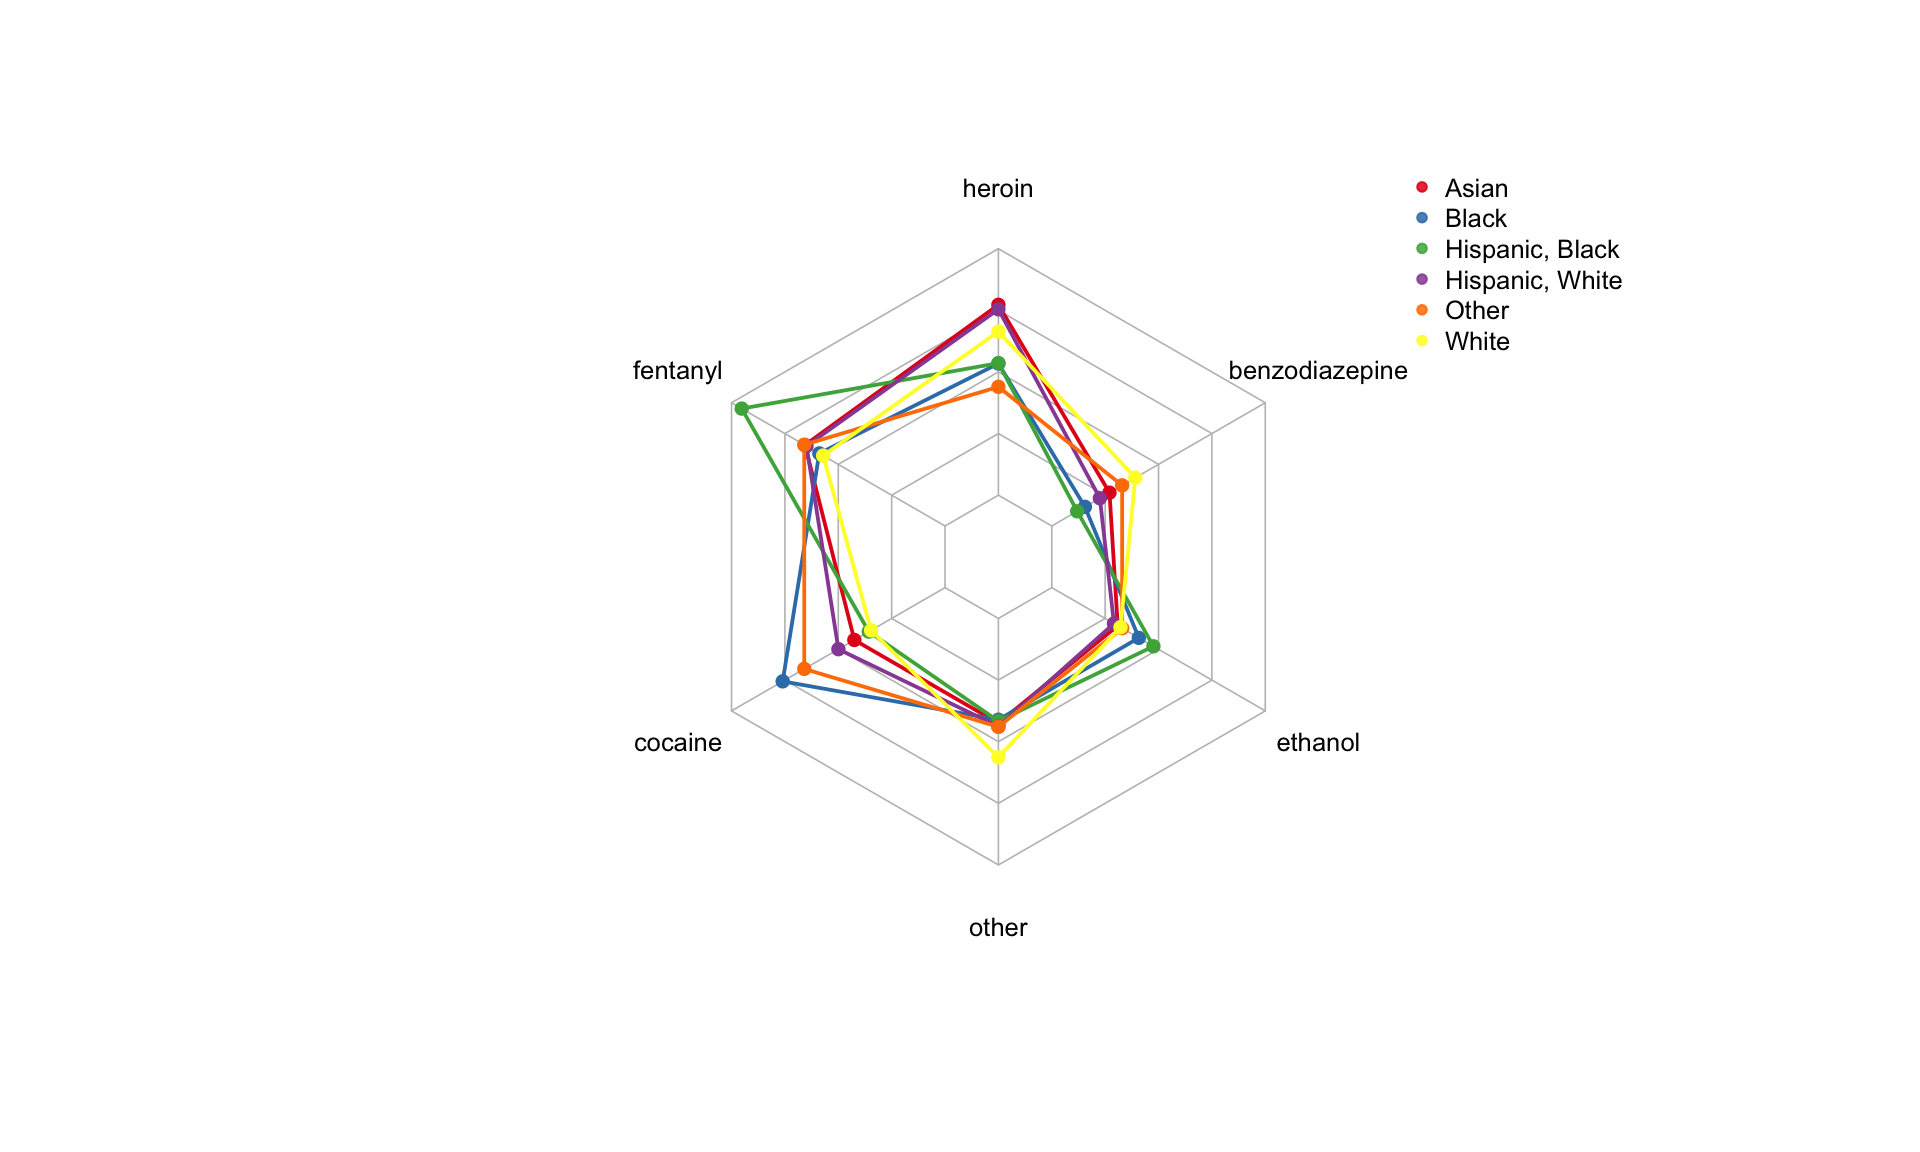 heroin
Asian
Black
Hispanic, Black
Hispanic, White
Other
White
fentanyl
benzodiazepine
cocaine
ethanol
other